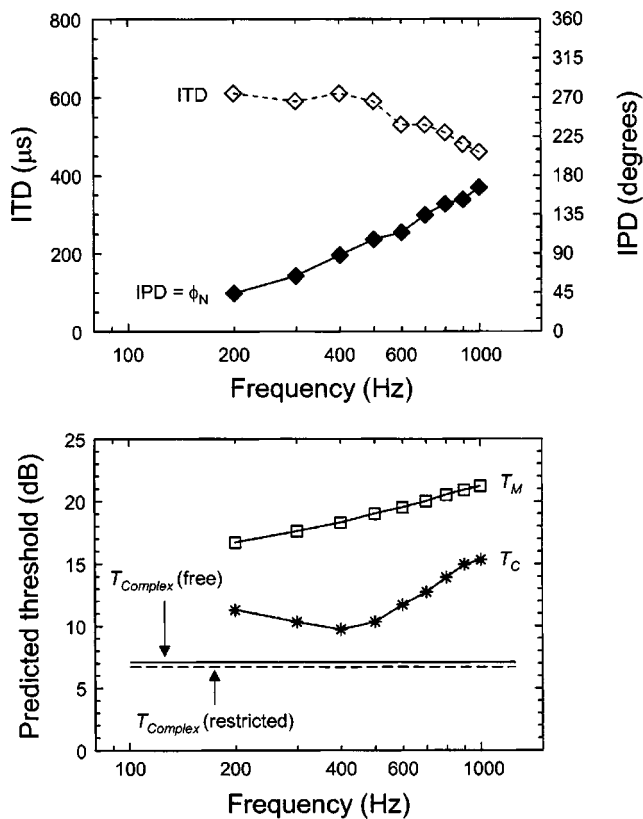 800
600
400
200
0
ITD (μs)
360
315
270
225
180
135
90
45
0
IPD (degrees)
ITD
IPD = ϕN
100
200
400
600
1000
Frequency (Hz)
25
20
15
10
5
0
Predicted threshold (dB)
TM
TC
TComplex (free)
TComplex (restricted)
100
200
400
600
1000
Frequency (Hz)